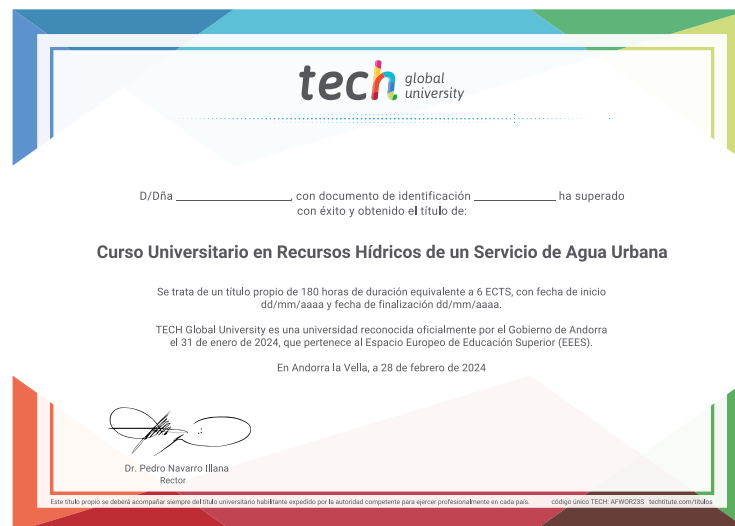 tech global university
D/Dña ____________, con documento de identificación ____________ ha superado
con éxito y obtenido el título de:
Curso Universitario en Recursos Hídricos de un Servicio de Agua Urbana
Se trata de un título propio de 180 horas de duración equivalente a 6 ECTS, con fecha de inicio
dd/mm/aaaa y fecha de finalización dd/mm/aaaa.
TECH Global University es una universidad reconocida oficialmente por el Gobierno de Andorra
el 31 de enero de 2024, que pertenece al Espacio Europeo de Educación Superior (EEES).
En Andorra la Vella, a 28 de febrero de 2024
Dr. Pedro Navarro Illana
Rector
Este título propio se deberá acompañar siempre del título universitario habilitante expedido por la autoridad competente para ejercer profesionalmente en cada país. código único TECH: AFWOR23S techtitute.com/titulos